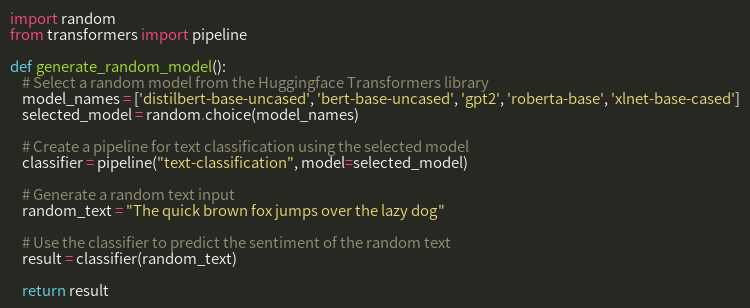 import random
from transformers import pipeline
def generate_random_model():
# Select a random model from the Huggingface Transformers library
model_names = ['distilbert-base-uncased', 'bert-base-uncased', 'gpt2', 'roberta-base', 'xlnet-base-cased']
selected_model = random.choice(model_names)
# Create a pipeline for text classification using the selected model
classifier = pipeline("text-classification", model=selected_model)
# Generate a random text input
random_text = "The quick brown fox jumps over the lazy dog"
# Use the classifier to predict the sentiment of the random text
result = classifier(random_text)
return result